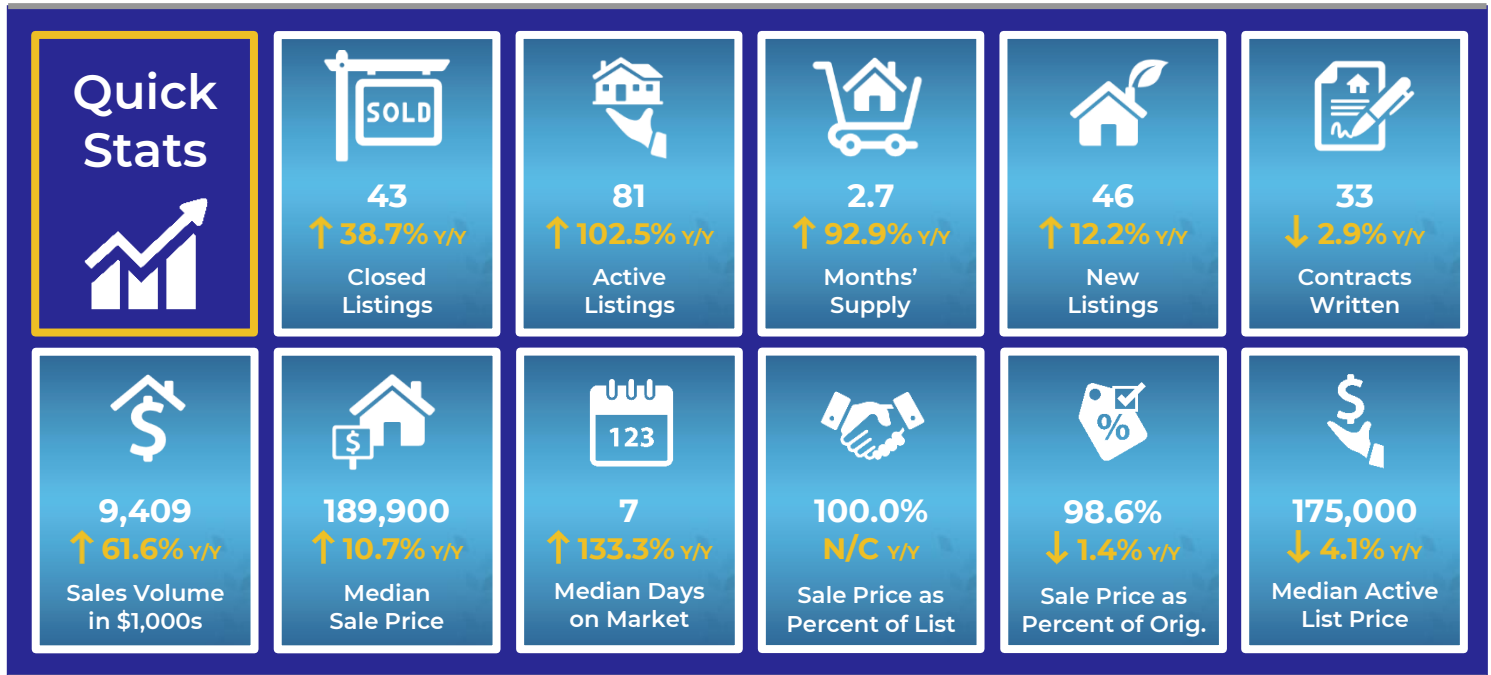 Quick
Stats
SOLD
43
↑ 38.7% Y/Y
Closed
Listings
81
↑ 102.5% Y/Y
Active
Listings
2.7
↑ 92.9% Y/Y
Months’
Supply
46
↑ 12.2% Y/Y
New
Listings
33
↓ 2.9% Y/Y
Contracts
Written
$
9,409
↑ 61.6% Y/Y
Sales Volume
in $1,000s
$
189,900
↑ 10.7% Y/Y
Median
Sale Price
123
7
↑ 133.3% Y/Y
Median Days
on Market
100.0%
N/C Y/Y
Sale Price as
Percent of List
%
98.6%
↓ 1.4% Y/Y
Sale Price as
Percent of Orig.
$
175,000
↓ 4.1% Y/Y
Median Active
List Price